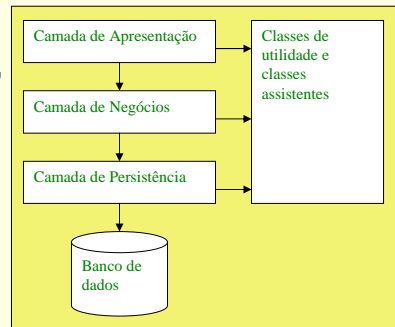 Camada de Apresentação
Classes de
utilidade e
classes
assistentes
Camada de Negócios
Camada de Persistência
Banco de
dados